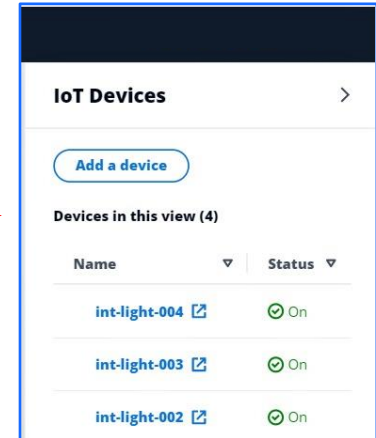 IoT Devices
Add a device
Devices in this view (4)
Name Status
int-light-004 On
int-light-003 On
int-light-002 On